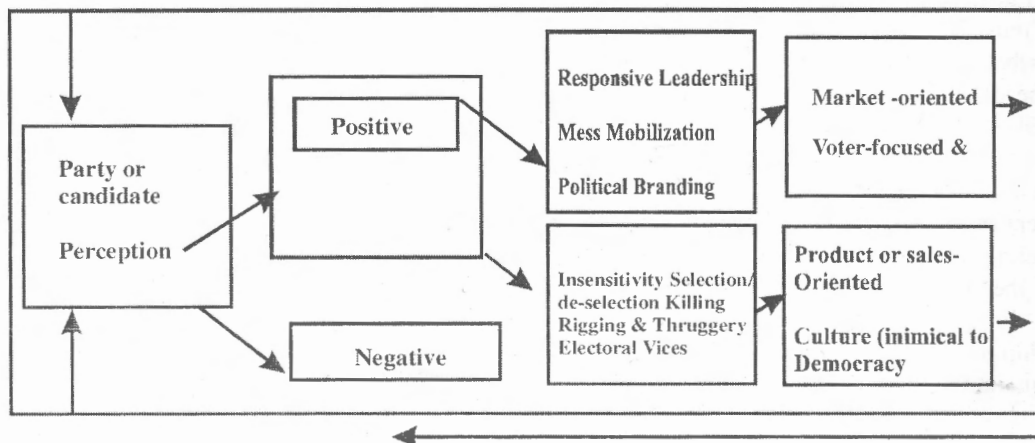 Party or
candidate
Perception
Positive
Negative
Responsive Leadership
Mess Mobilization
Political Branding
Insensitivity Selection/
de-selection Killing
Rigging & Thruggery
Electoral Vices
Market -oriented
Voter-focused &
Product or sales-
Oriented
Culture (inimical to
Democracy